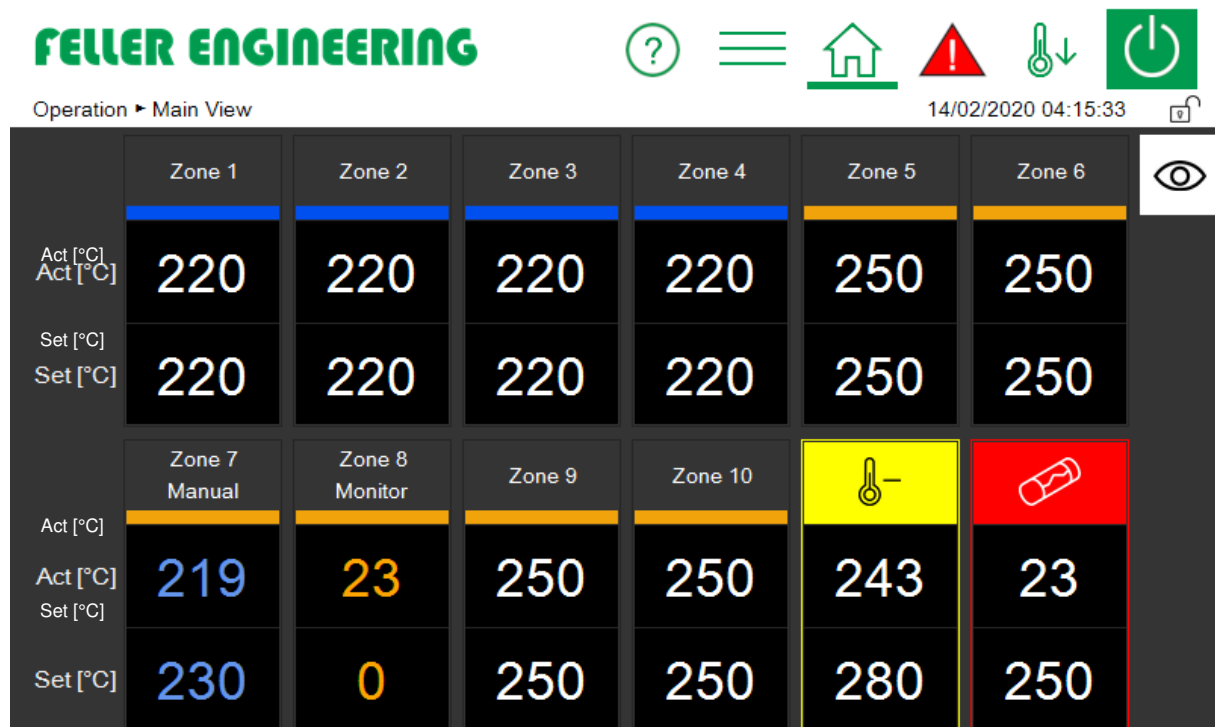 FELLER ENGINEERING
?
!
Operation ► Main View
14/02/2020 04:15:33
Zone 1 Zone 2 Zone 3 Zone 4 Zone 5 Zone 6
Act [°C]
Act [°C] 220 220 220 220 250 250
Set [°C]
Set [°C] 220 220 220 220 250 250
Zone 7 Zone 8 Zone 9 Zone 10
Manual Monitor
Act [°C]
Act [°C] 219 23 250 250 243 23
Set [°C]
Set [°C] 230 0 250 250 280 250